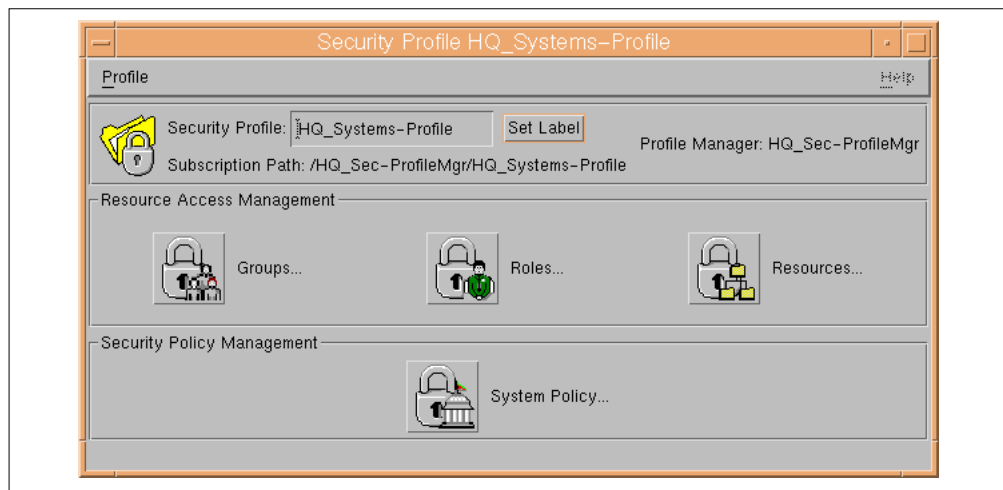 Security Profile HQ_Systems-Profile
Profile
Help
Security Profile: HQ_Systems-Profile Set Label
Profile Manager: HQ_Sec-ProfileMgr
Subscription Path: /HQ_Sec-ProfileMgr/HQ_Systems-Profile
Resource Access Management
Groups...
Roles...
Resources...
Security Policy Management
System Policy...